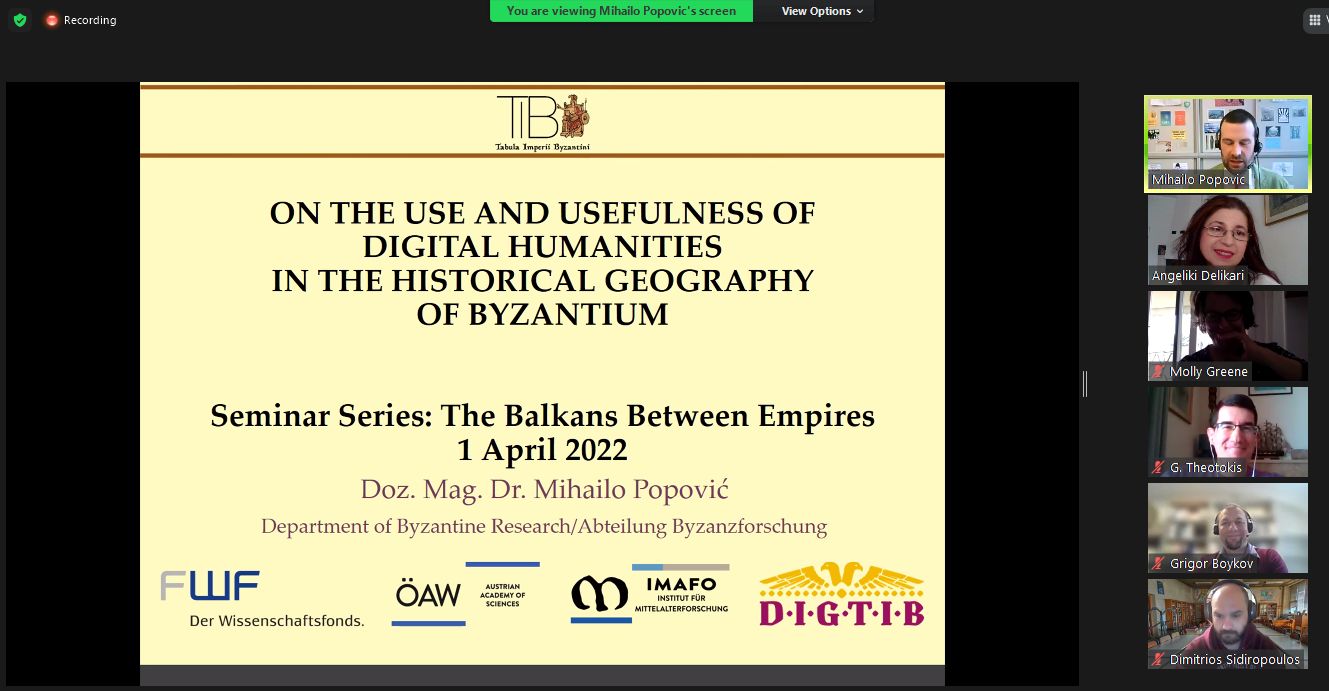 Recording
You are viewing Mihailo Popovic's screen
View Options
TIB
Tabula Imperii Byzantini
ON THE USE AND USEFULNESS OF
DIGITAL HUMANITIES
IN THE HISTORICAL GEOGRAPHY
OF BYZANTIUM
Seminar Series: The Balkans Between Empires
1 April 2022
Doz. Mag. Dr. Mihailo Popović
Department of Byzantine Research/Abteilung Byzanzforschung
FWF
Der Wissenschaftsfonds.
ÖAW
AUSTRIAN
ACADEMY OF
SCIENCES
IMAFO
INSTITUT FÜR
MITTELALTERFORSCHUNG
D·I·G·T·I·B
Mihailo Popovic
Angeliki Delikari
Molly Greene
G. Theotokis
Grigor Boykov
Dimitrios Sidiropoulos